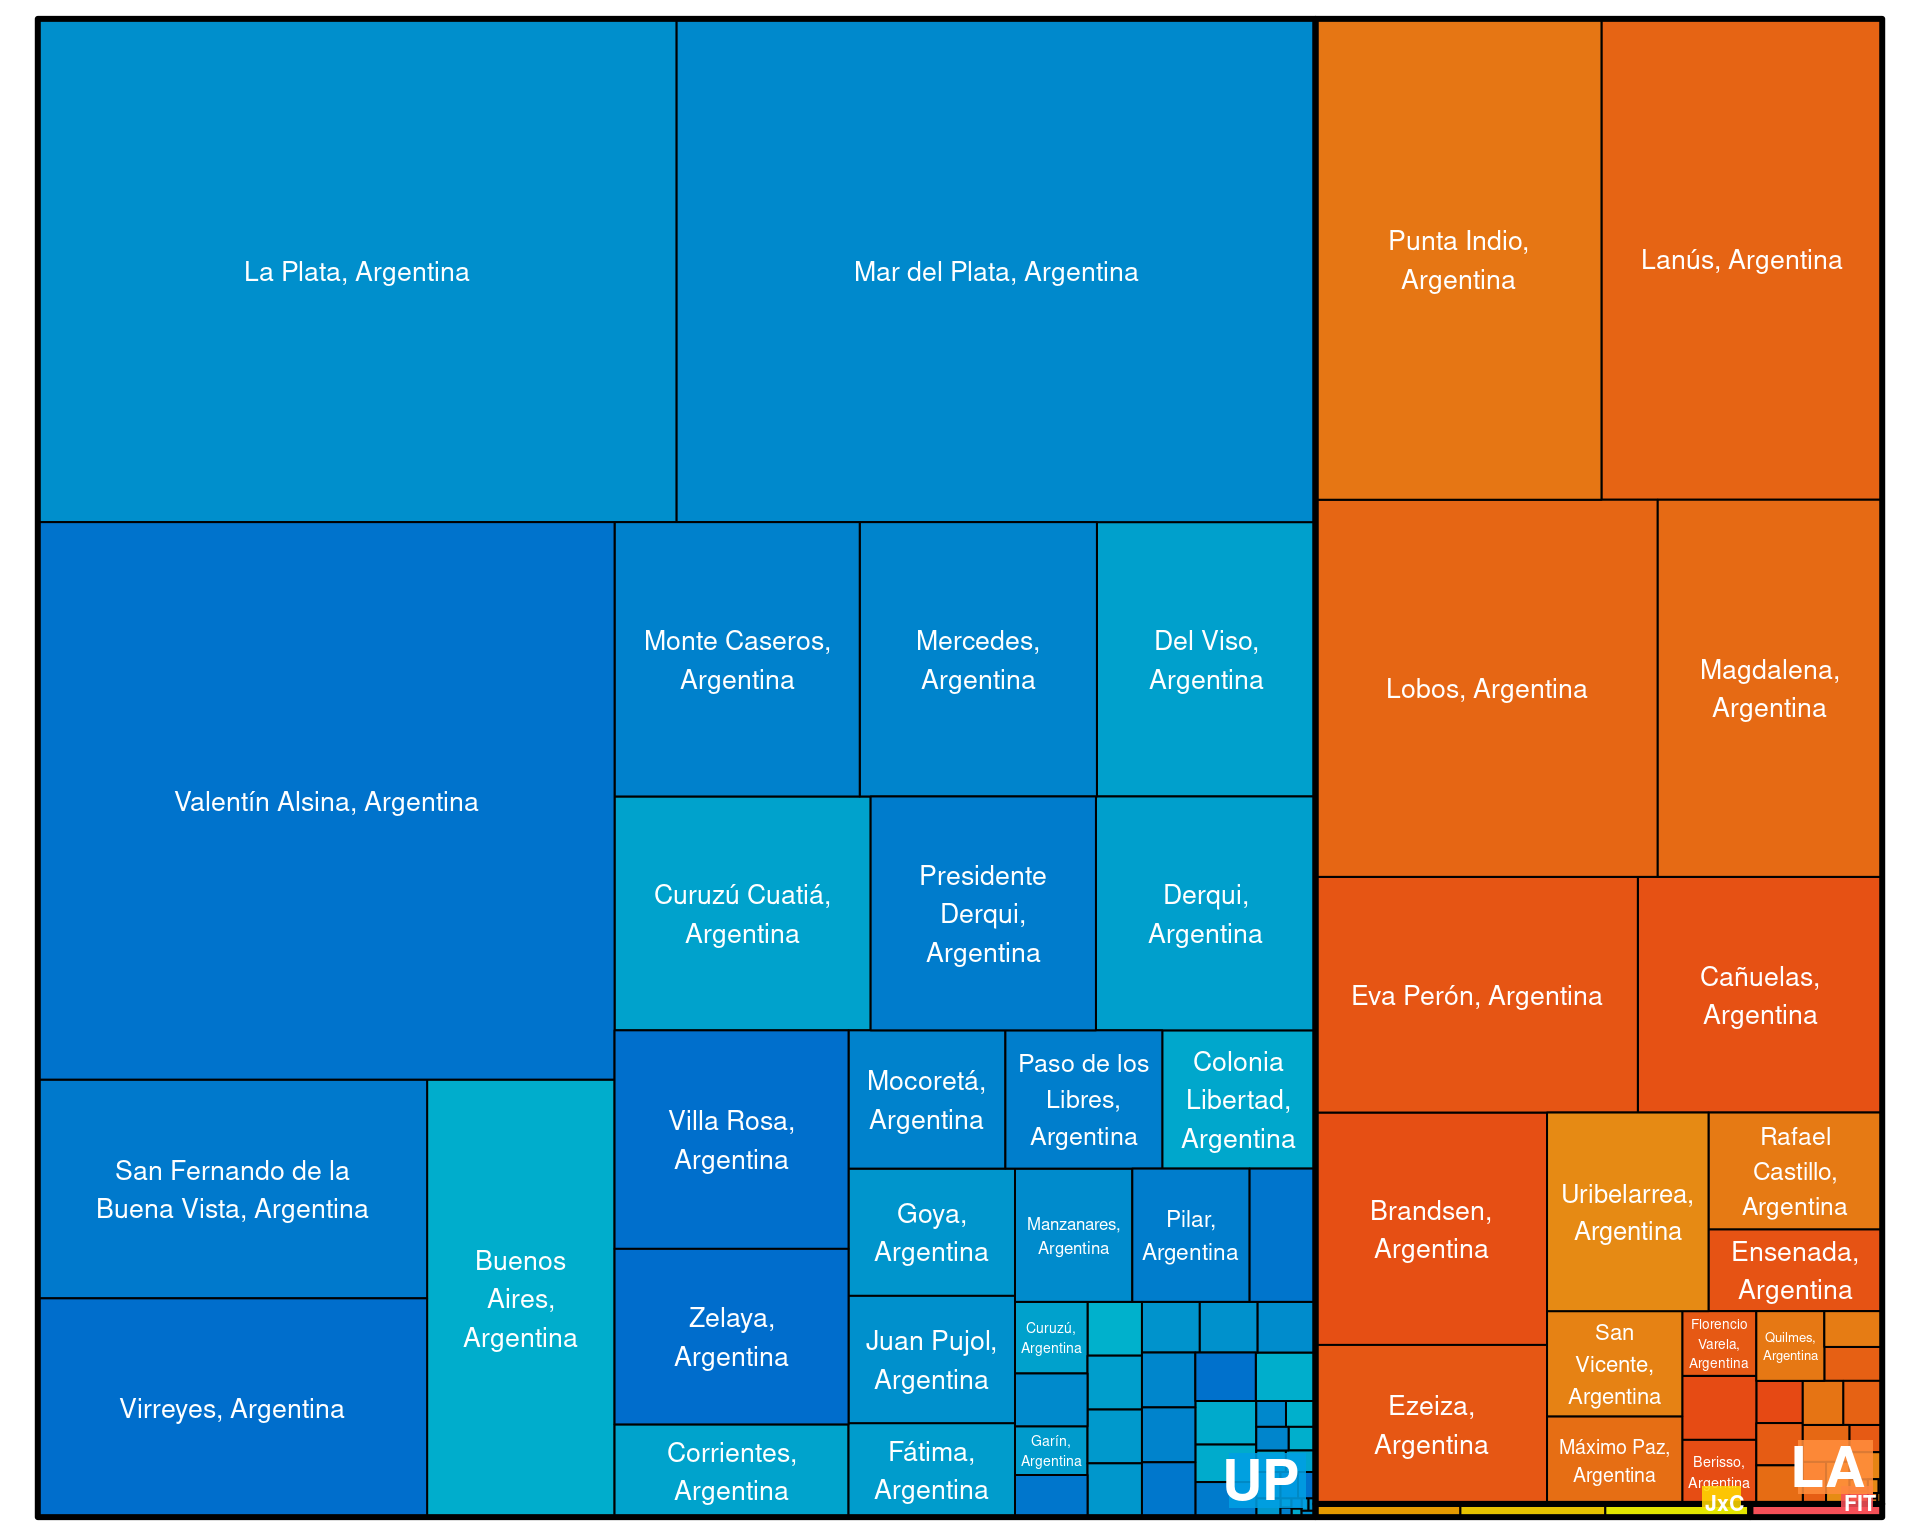 La Plata, Argentina
Mar del Plata, Argentina
Valentín Alsina, Argentina
Monte Caseros,
Argentina
Mercedes,
Argentina
Del Viso,
Argentina
Curuzú Cuatiá,
Argentina
Presidente
Derqui,
Argentina
Derqui,
Argentina
San Fernando de la
Buena Vista, Argentina
Virreyes, Argentina
Buenos
Aires,
Argentina
Villa Rosa,
Argentina
Zelaya,
Argentina
Corrientes,
Argentina
Mocoretá,
Argentina
Paso de los
Libres,
Argentina
Colonia
Libertad,
Argentina
Goya,
Argentina
Juan Pujol,
Argentina
Fátima,
Argentina
Manzanares,
Argentina
Pilar,
Argentina
Curuzú,
Argentina
Garín,
Argentina
UP
Punta Indio,
Argentina
Lanús, Argentina
Lobos, Argentina
Magdalena,
Argentina
Eva Perón, Argentina
Cañuelas,
Argentina
Brandsen,
Argentina
Ezeiza,
Argentina
Uribelarrea,
Argentina
Rafael
Castillo,
Argentina
Ensenada,
Argentina
San
Vicente,
Argentina
Máximo Paz,
Argentina
Florencio
Varela,
Argentina
Quilmes,
Argentina
Berisso,
Argentina
LA
JxC
FIT